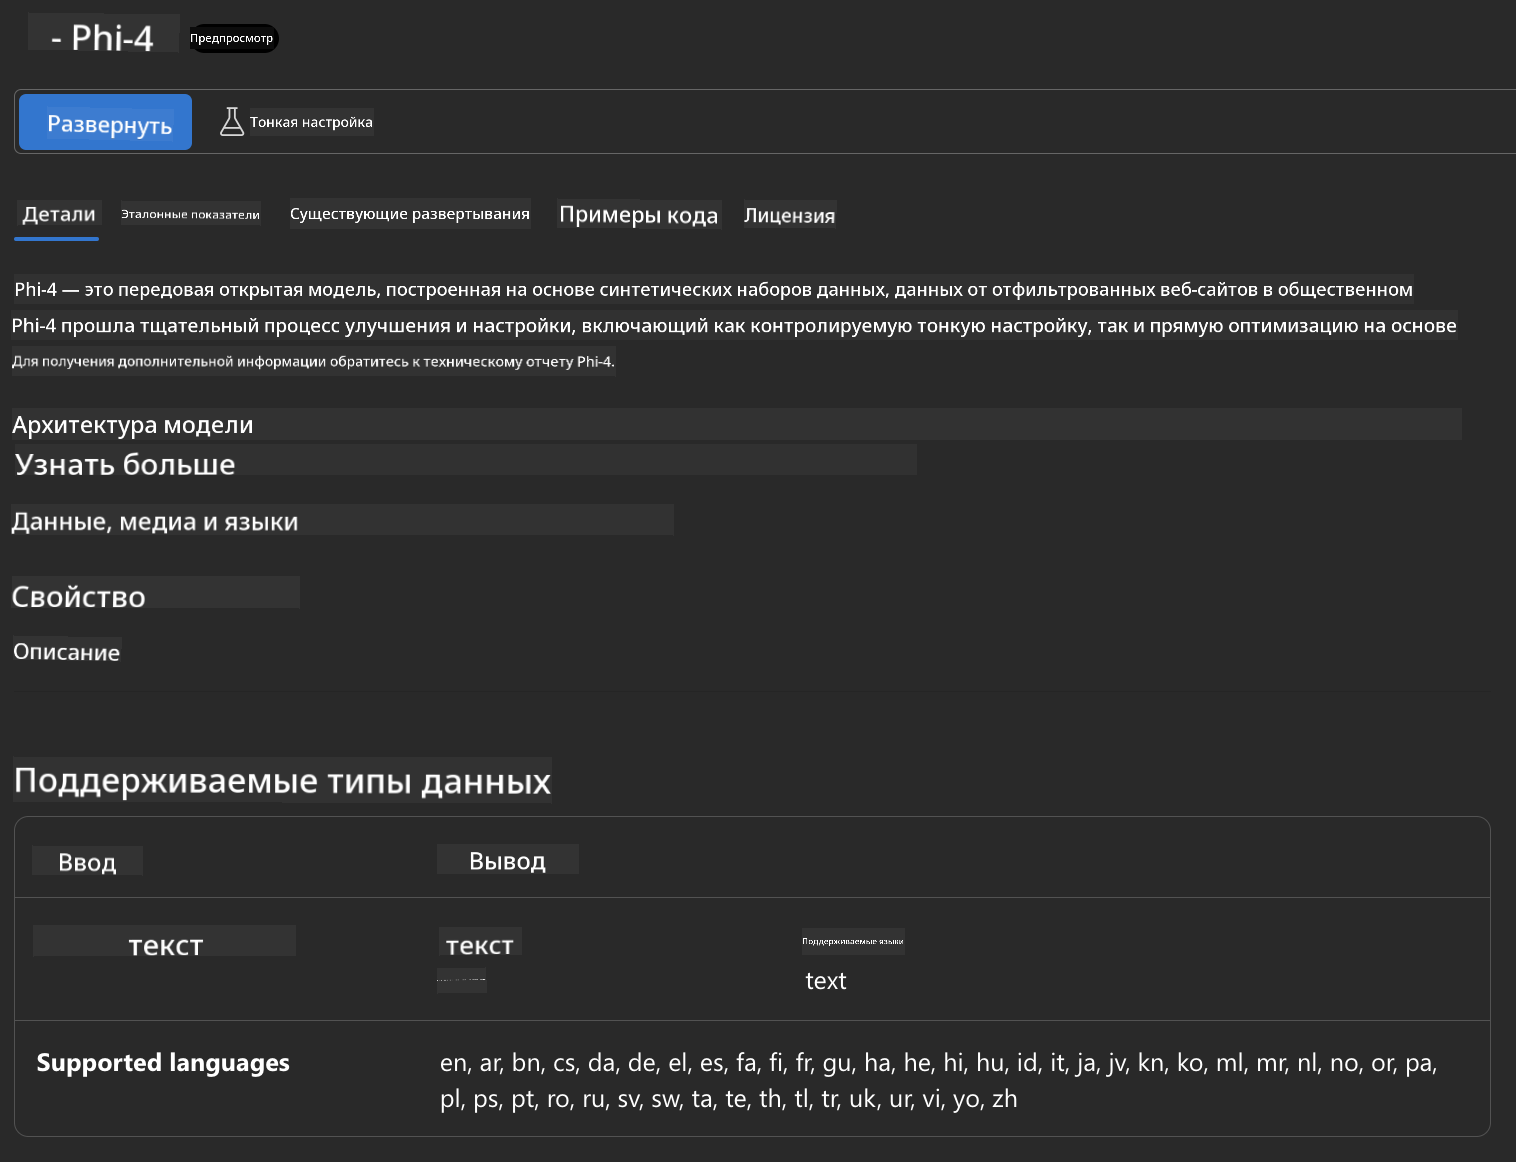 - Phi-4 Предпросмотр
Развернуть Тонкая настройка
Детали Эталонные показатели Существующие развертывания Примеры кода Лицензия
Phi-4 — это передовая открытая модель, построенная на основе синтетических наборов данных, данных от отфильтрованных веб-сайтов в общественном
Phi-4 прошла тщательный процесс улучшения и настройки, включающий как контролируемую тонкую настройку, так и прямую оптимизацию на основе
Для получения дополнительной информации обратитесь к техническому отчету Phi-4.
Архитектура модели
Узнать больше
Данные, медиа и языки
Свойство
Описание
Поддерживаемые типы данных
Ввод Вывод
текст текст Поддерживаемые языки
text
Supported languages en, ar, bn, cs, da, de, el, es, fa, fi, fr, gu, ha, he, hi, hu, id, it, ja, jv, kn, ko, ml, mr, nl, no, or, pa,
pl, ps, pt, ro, ru, sv, sw, ta, te, th, tl, tr, uk, ur, vi, yo, zh